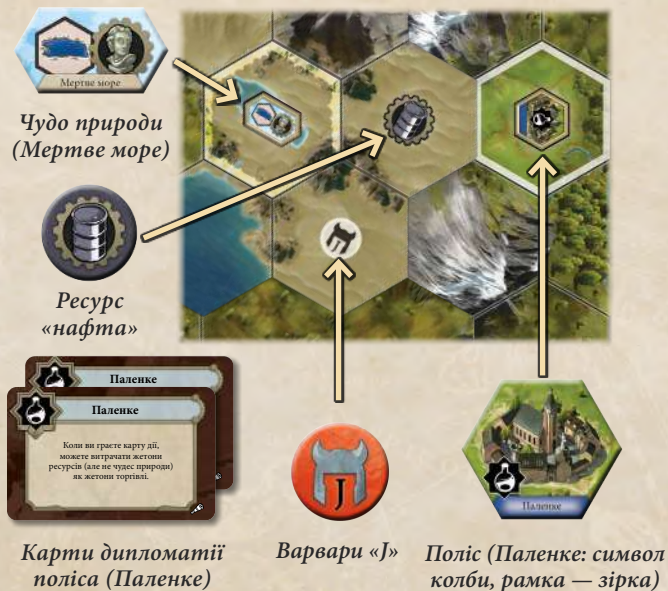 Мертве море
Чудо природи
(Мертве море)
Ресурс
«нафта»
Паленке
Паленке
Коли ви граєте карту дії,
можете витрачати жетони
ресурсів (але не чудес природи)
як жетони торгівлі.
Карти дипломатії
поліса (Паленке)
J
Варвари «J»
Паленке
Поліс (Паленке: символ
колби, рамка — зірка)